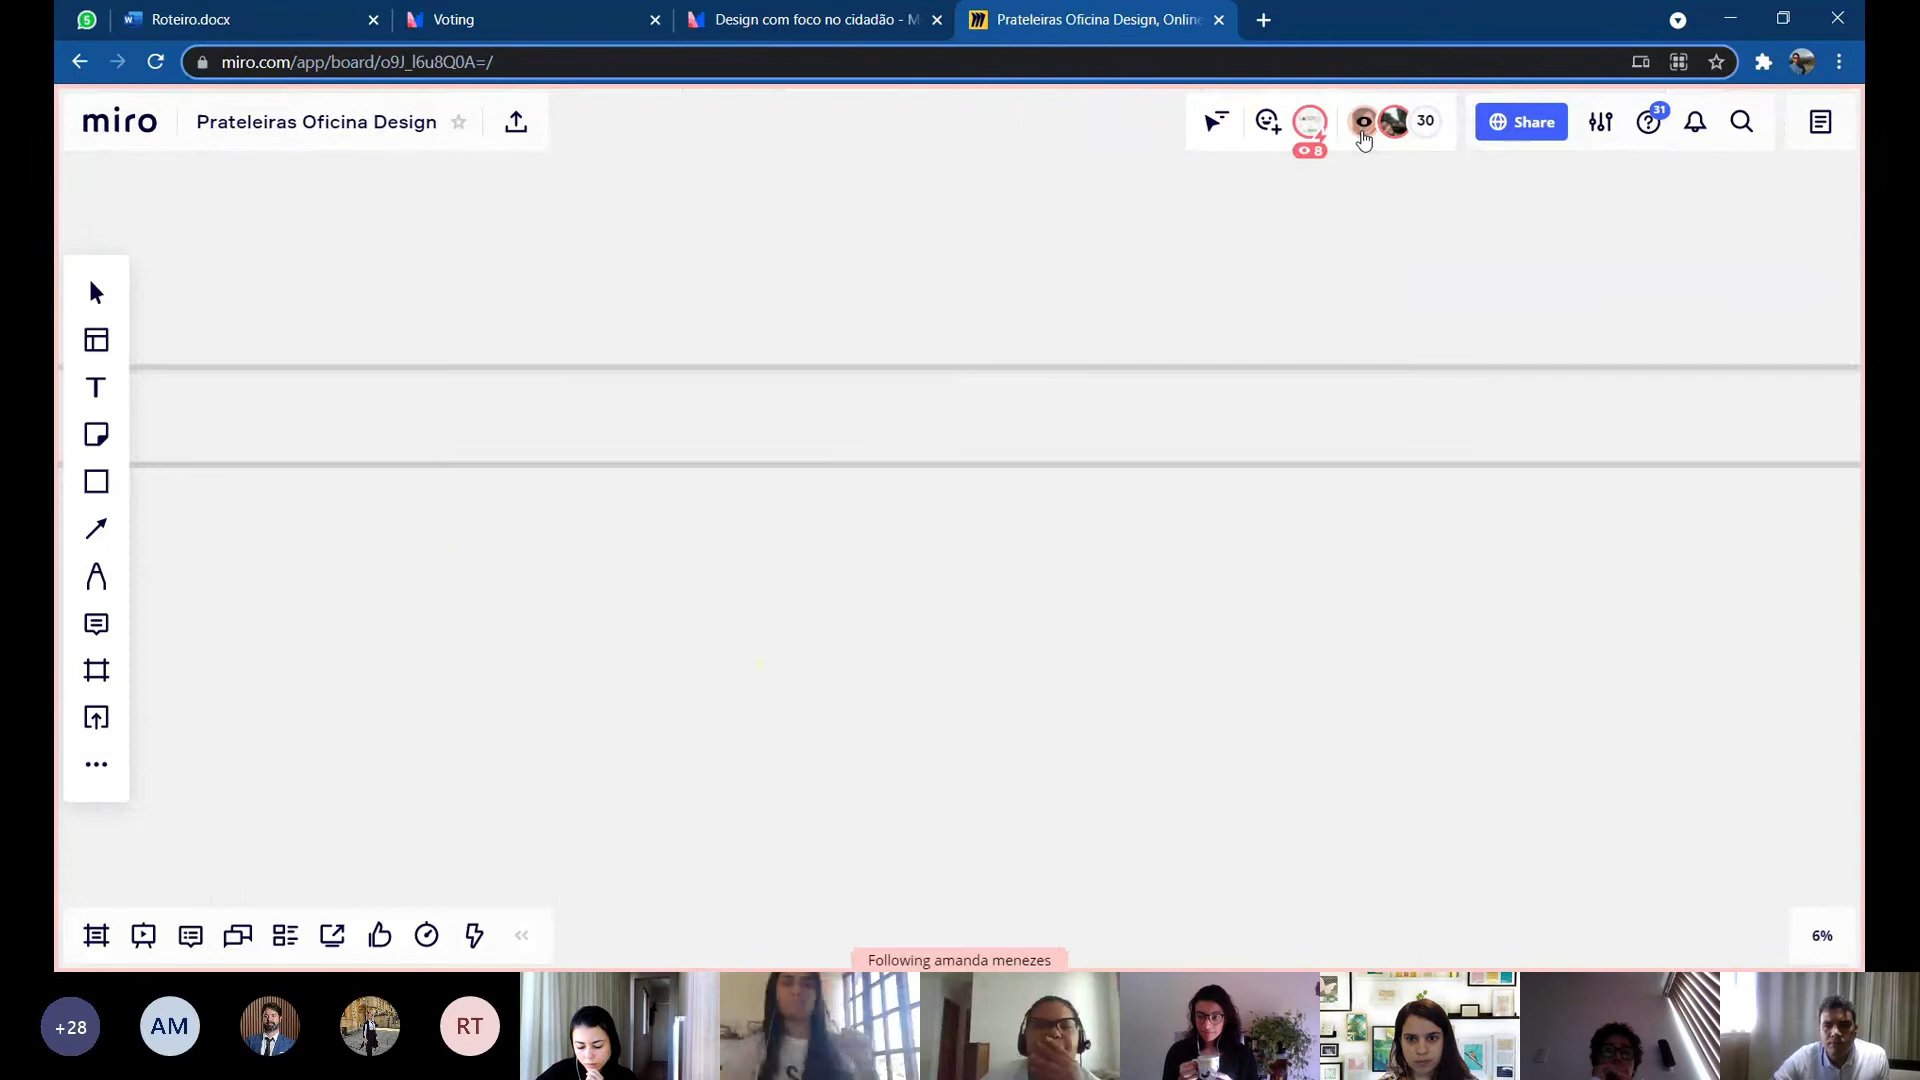 5
Roteiro.docx
Voting
Design com foco no cidadão - M
Prateleiras Oficina Design, Online
miro.com/app/board/o9J_l6u8Q0A=/
miro
Prateleiras Oficina Design
8
30
Share
31
T
6%
Following amanda menezes
+28
AM
RT